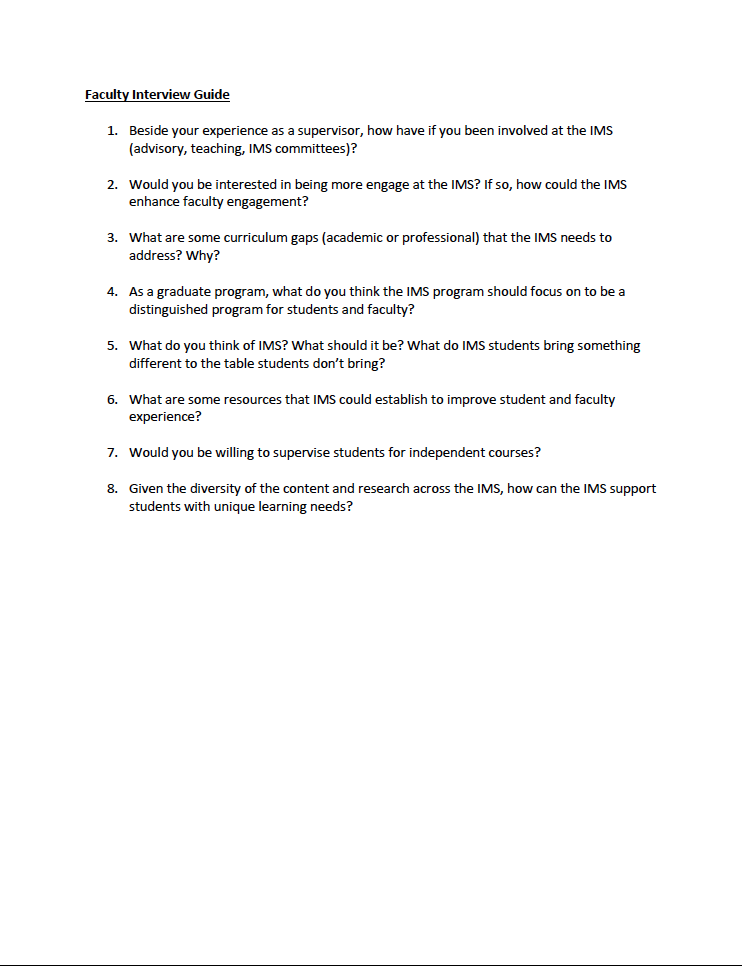 Faculty Interview Guide
1. Beside your experience as a supervisor, how have if you been involved at the IMS
(advisory, teaching, IMS committees)?
2. Would you be interested in being more engage at the IMS? If so, how could the IMS
enhance faculty engagement?
3. What are some curriculum gaps (academic or professional) that the IMS needs to
address? Why?
4. As a graduate program, what do you think the IMS program should focus on to be a
distinguished program for students and faculty?
5. What do you think of IMS? What should it be? What do IMS students bring something
different to the table students don’t bring?
6. What are some resources that IMS could establish to improve student and faculty
experience?
7. Would you be willing to supervise students for independent courses?
8. Given the diversity of the content and research across the IMS, how can the IMS support
students with unique learning needs?